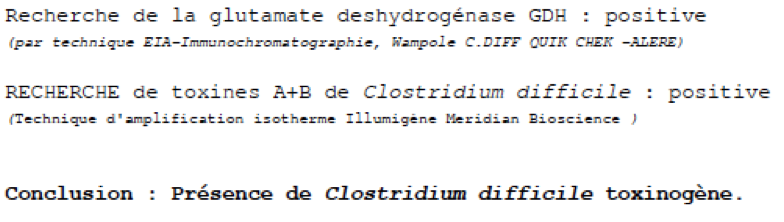 Recherche de la glutamate deshydrogénase GDH : positive
(par technique EIA-Immunochromatographie, Wampole C.DIFF QUIK CHEK -ALERE)
RECHERCHE de toxines A+B de Clostridium difficile : positive
(Technique d'amplification isotherme Illumigène Meridian Bioscience )
Conclusion : Présence de Clostridium difficile toxinogène.